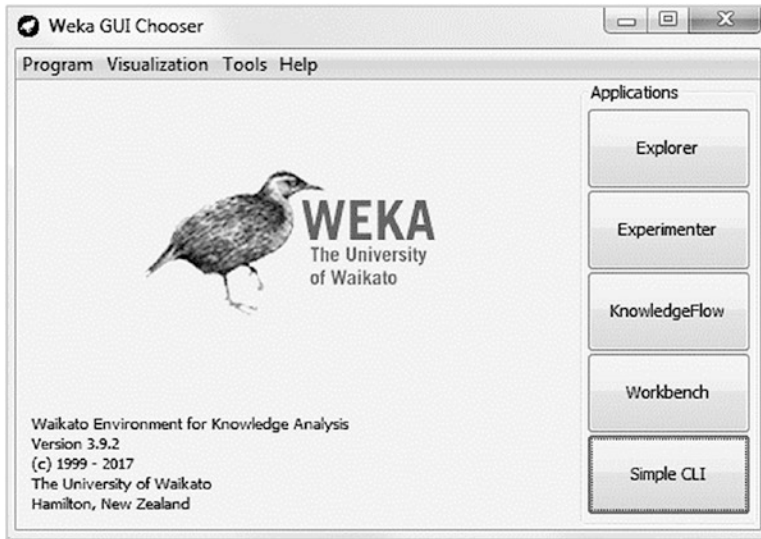 Weka GUI Chooser
Program Visualization Tools Help
Applications
Explorer
Experimenter
KnowledgeFlow
Workbench
Simple CLI
WEKA
The University
of Waikato
Waikato Environment for Knowledge Analysis
Version 3.9.2
(c) 1999 - 2017
The University of Waikato
Hamilton, New Zealand